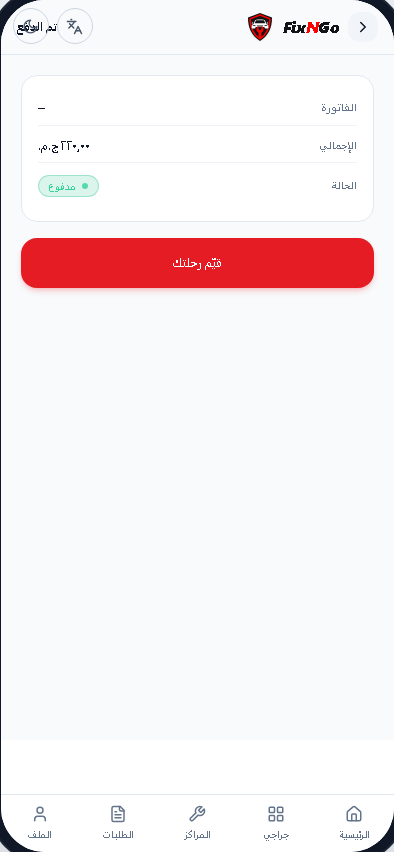 FixNGo
تم الدفع
الفاتورة —
الإجمالي ٢٢٠٫٠٠ ج.م.
الحالة مدفوع
قيّم رحلتك
الرئيسية
جراجي
المراكز
الطلبات
الملف